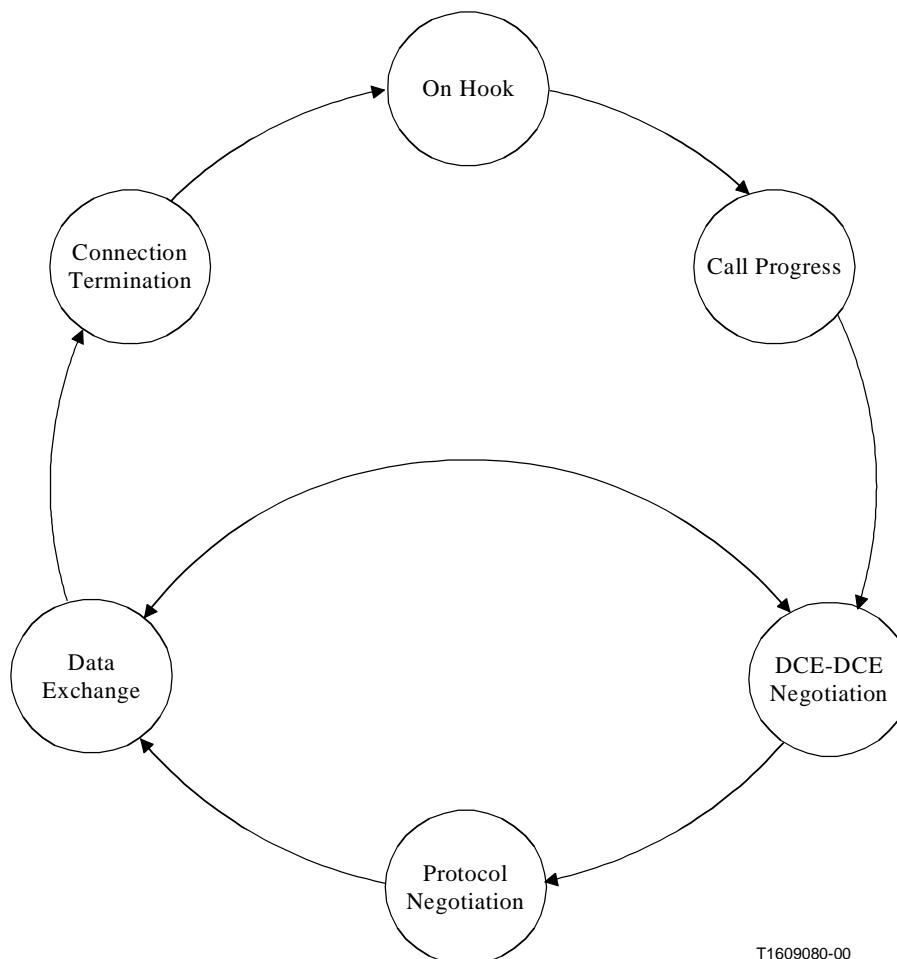 On Hook
Connection
Termination
Call Progress
Data
Exchange
DCE-DCE
Negotiation
Protocol
Negotiation
T1609080-00